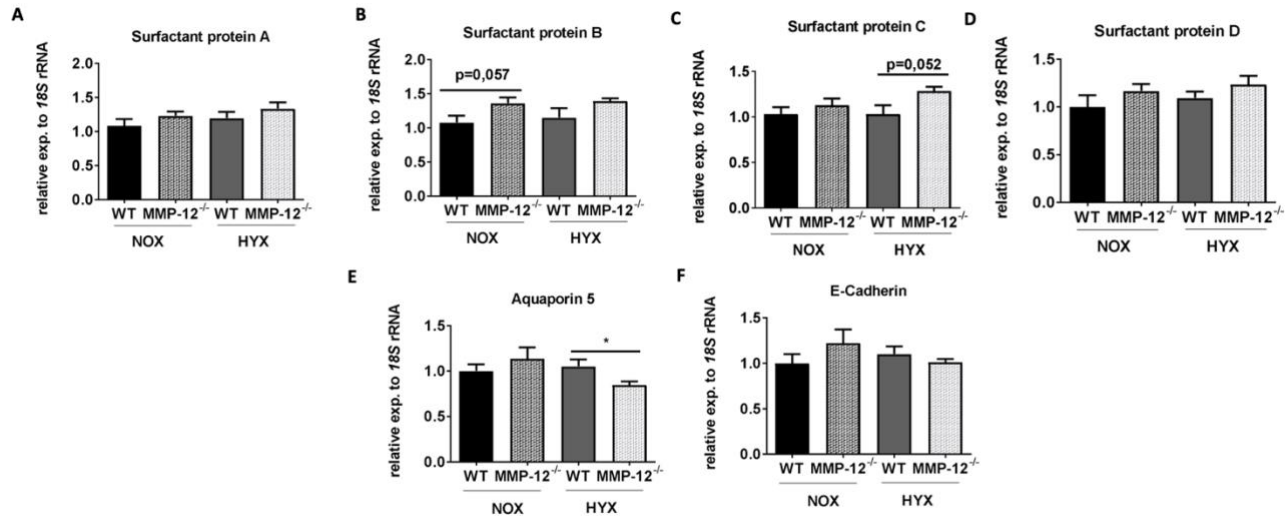 A
Surfactant protein A
relative exp. to 18S rRNA
2.0
1.5
1.0
0.5
0.0
WT MMP-12-/- WT MMP-12-/-
NOX HYX
B
Surfactant protein B
relative exp. to 18S rRNA
2.0
1.5
1.0
0.5
0.0
p=0,057
WT MMP-12-/- WT MMP-12-/-
NOX HYX
C
Surfactant protein C
relative exp. to 18S rRNA
1.5
1.0
0.5
0.0
p=0,052
WT MMP-12-/- WT MMP-12-/-
NOX HYX
D
Surfactant protein D
relative exp. to 18S rRNA
1.5
1.0
0.5
0.0
WT MMP-12-/- WT MMP-12-/-
NOX HYX
E
Aquaporin 5
relative exp. to 18S rRNA
1.5
1.0
0.5
0.0
*
WT MMP-12-/- WT MMP-12-/-
NOX HYX
F
E-Cadherin
relative exp. to 18S rRNA
1.5
1.0
0.5
0.0
WT MMP-12-/- WT MMP-12-/-
NOX HYX